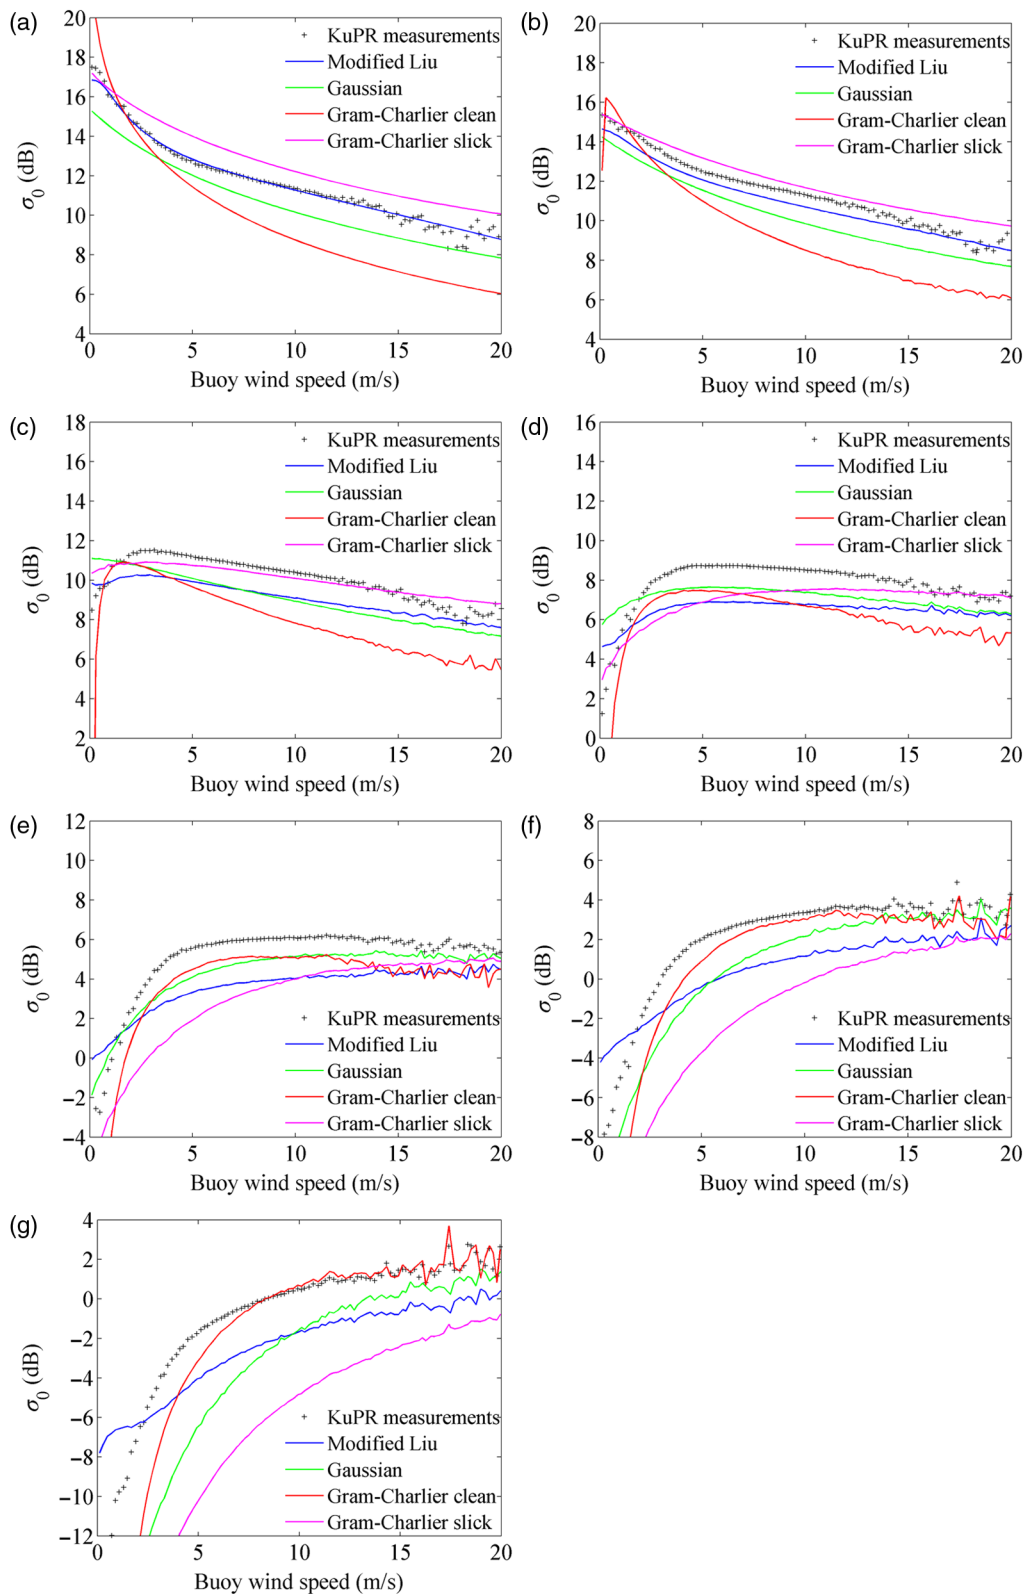 (a)
20
18
16
14
12
10
8
6
4
σ0 (dB)
KuPR measurements
Modified Liu
Gaussian
Gram-Charlier clean
Gram-Charlier slick
0 5 10 15 20
Buoy wind speed (m/s)
(b)
20
18
16
14
12
10
8
6
4
σ0 (dB)
KuPR measurements
Modified Liu
Gaussian
Gram-Charlier clean
Gram-Charlier slick
0 5 10 15 20
Buoy wind speed (m/s)
(c)
18
16
14
12
10
8
6
4
2
σ0 (dB)
KuPR measurements
Modified Liu
Gaussian
Gram-Charlier clean
Gram-Charlier slick
0 5 10 15 20
Buoy wind speed (m/s)
(d)
16
14
12
10
8
6
4
2
0
σ0 (dB)
KuPR measurements
Modified Liu
Gaussian
Gram-Charlier clean
Gram-Charlier slick
0 5 10 15 20
Buoy wind speed (m/s)
(e)
12
10
8
6
4
2
0
−2
−4
σ0 (dB)
KuPR measurements
Modified Liu
Gaussian
Gram-Charlier clean
Gram-Charlier slick
0 5 10 15 20
Buoy wind speed (m/s)
(f)
8
6
4
2
0
−2
−4
−6
−8
σ0 (dB)
KuPR measurements
Modified Liu
Gaussian
Gram-Charlier clean
Gram-Charlier slick
0 5 10 15 20
Buoy wind speed (m/s)
(g)
4
2
0
−2
−4
−6
−8
−10
−12
σ0 (dB)
KuPR measurements
Modified Liu
Gaussian
Gram-Charlier clean
Gram-Charlier slick
0 5 10 15 20
Buoy wind speed (m/s)